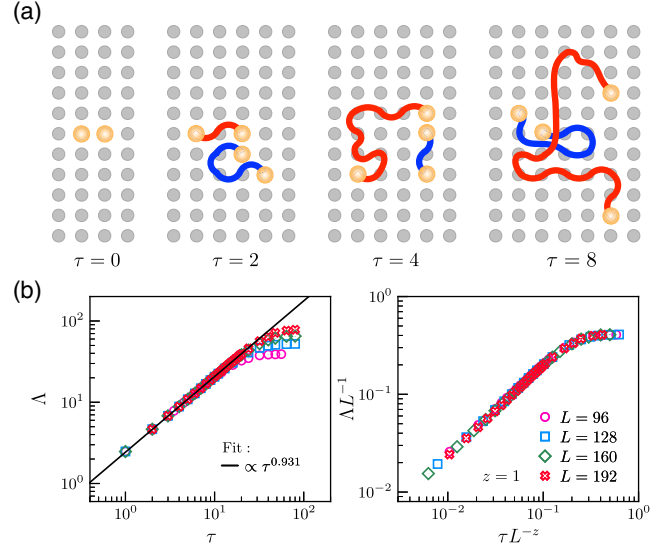 (a)
τ = 0
τ = 2
τ = 4
τ = 8
(b)
Λ
10²
10¹
10⁰
Fit :
∝ τ^0.931
10⁰
10¹
10²
τ
ΛL⁻¹
10⁰
10⁻¹
10⁻²
z = 1
L = 96
L = 128
L = 160
L = 192
10⁻²
10⁻¹
10⁰
τL⁻ᶻ